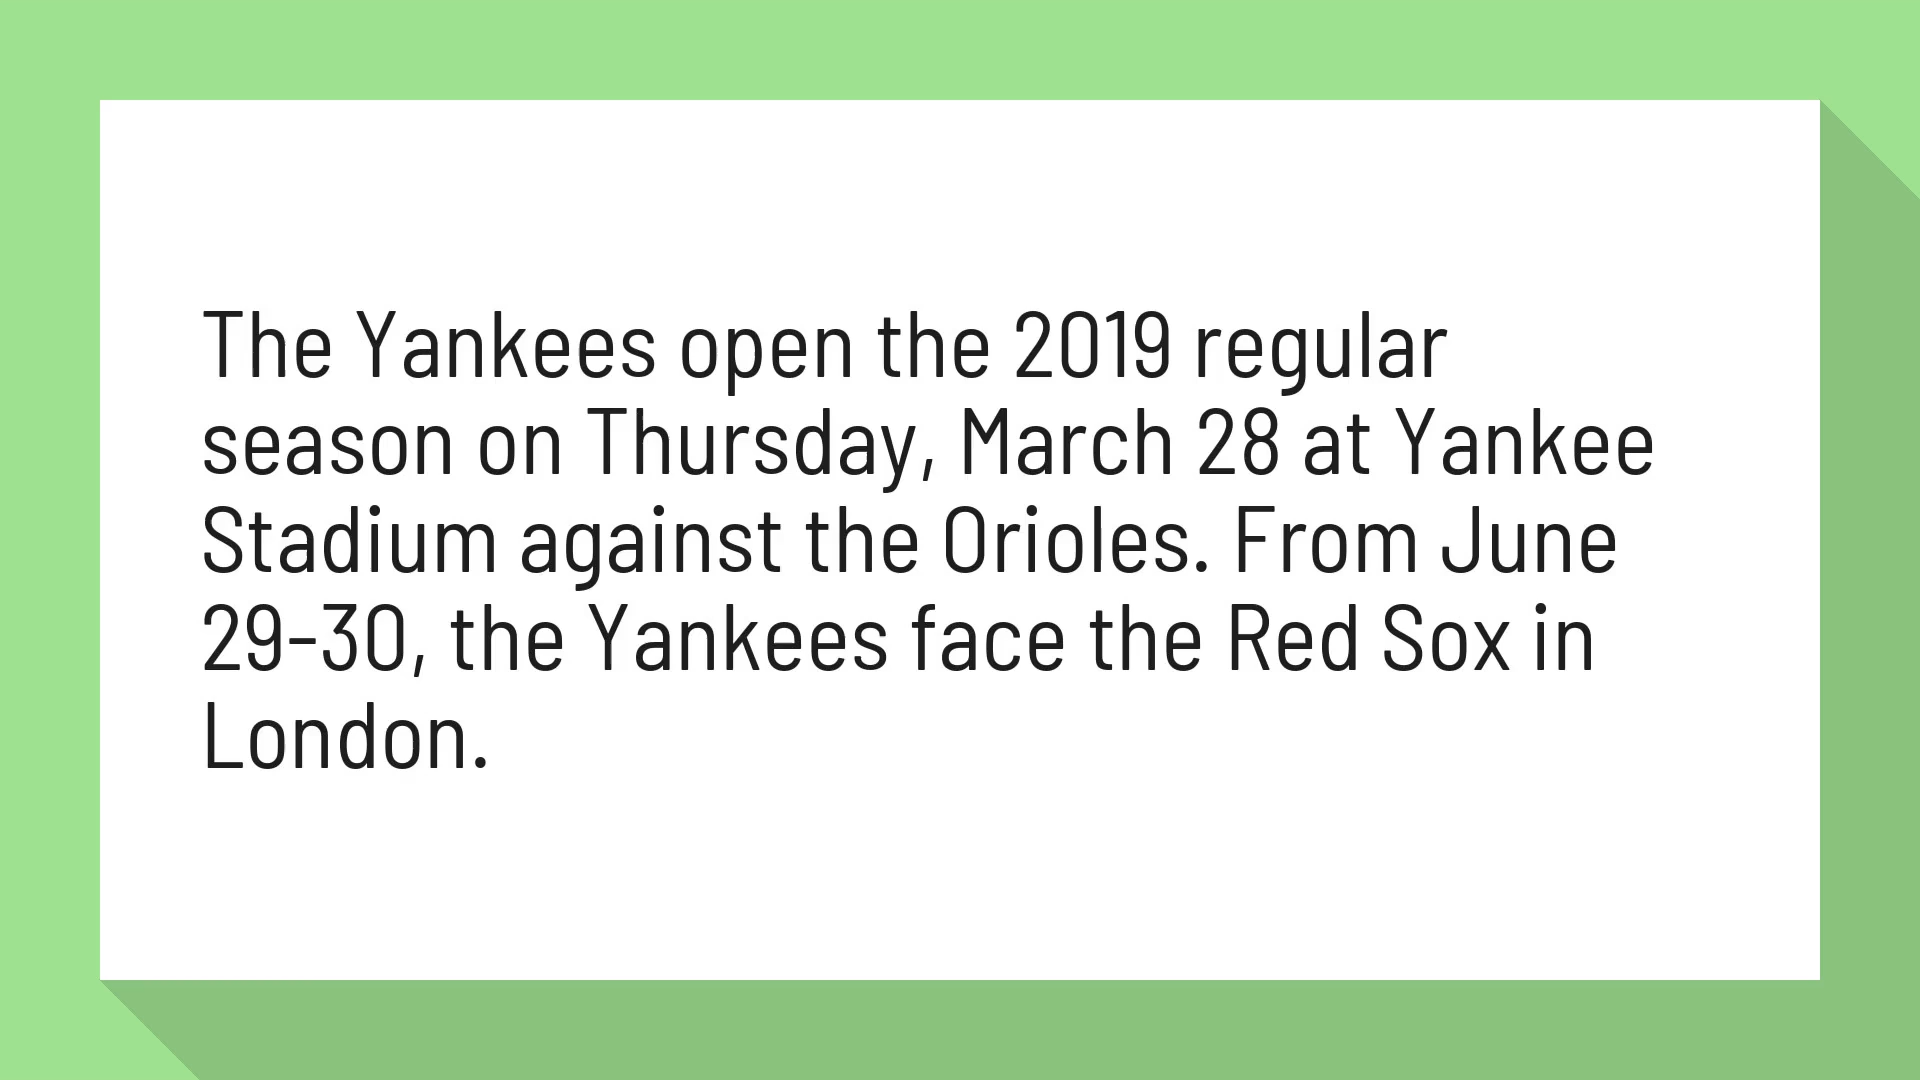 The Yankees open the 2019 regular
season on Thursday, March 28 at Yankee
Stadium against the Orioles. From June
29-30, the Yankees face the Red Sox in
London.